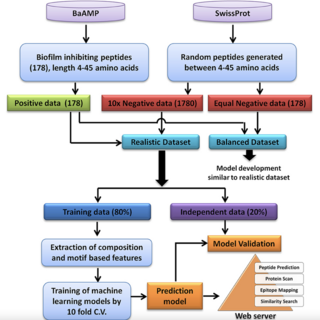 BaAMP
SwissProt
Biofilm inhibiting peptides
(178), length 4-45 amino acids
Random peptides generated
between 4-45 amino acids
Positive data (178)
10x Negative data (1780)
Equal Negative data (178)
Realistic Dataset
Balanced Dataset
Model development
similar to realistic dataset
Training data (80%)
Independent data (20%)
Extraction of composition
and motif based features
Model Validation
Training of machine
learning models by
10 fold C.V.
Prediction
model
Peptide Prediction
Protein Scan
Epitope Mapping
Similarity Search
Web server